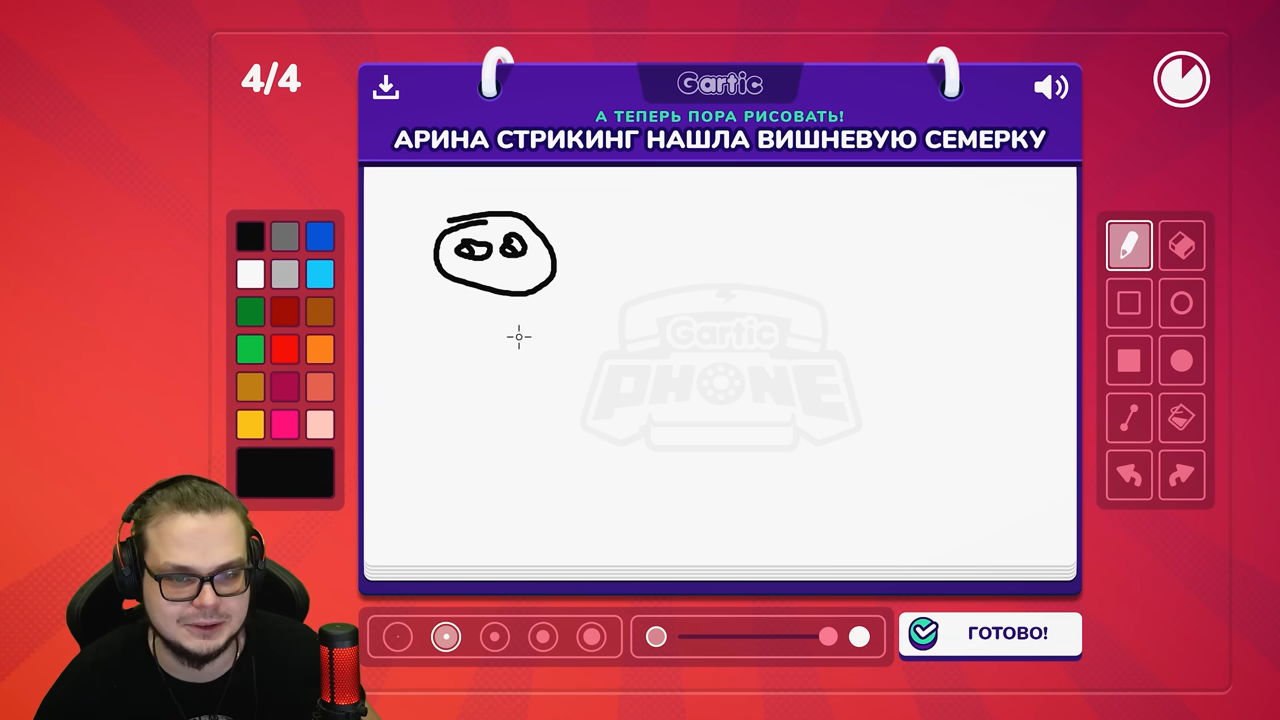 4/4
Gartic
А ТЕПЕРЬ ПОРА РИСОВАТЬ!
АРИНА СТРИКИНГ НАШЛА ВИШНЕВУЮ СЕМЕРКУ
Gartic
PHONE
ГОТОВО!